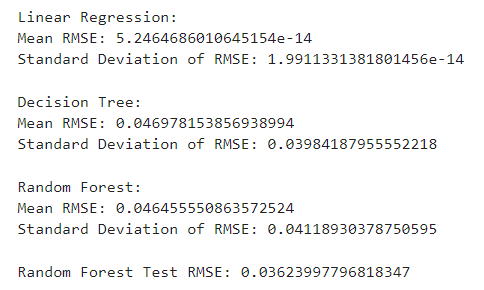 Linear Regression:
Mean RMSE: 5.2464686010645154e-14
Standard Deviation of RMSE: 1.9911331381801456e-14
Decision Tree:
Mean RMSE: 0.046978153856938994
Standard Deviation of RMSE: 0.03984187955552218
Random Forest:
Mean RMSE: 0.046455550863572524
Standard Deviation of RMSE: 0.04118930378750595
Random Forest Test RMSE: 0.03623997796818347